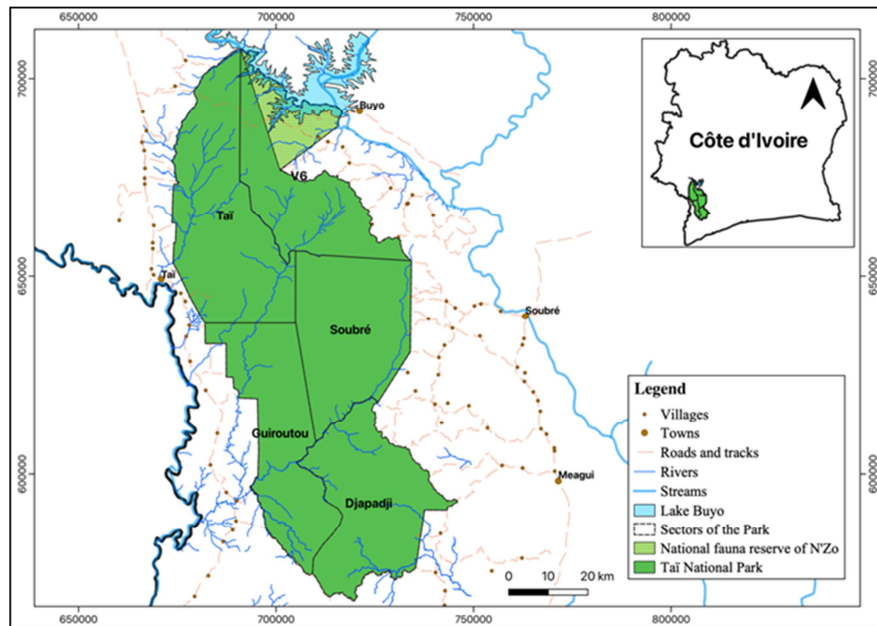 650000 700000 750000 800000
700000
700000
Buyo
V6
Taï
Taï
650000
650000
Soubré
Soubré
Guiroutou
600000
600000
Meagui
Djapadji
0 10 20 km
650000 700000 750000 800000
Côte d'Ivoire
Legend
Villages
Towns
Roads and tracks
Rivers
Streams
Lake Buyo
Sectors of the Park
National fauna reserve of N'Zo
Taï National Park